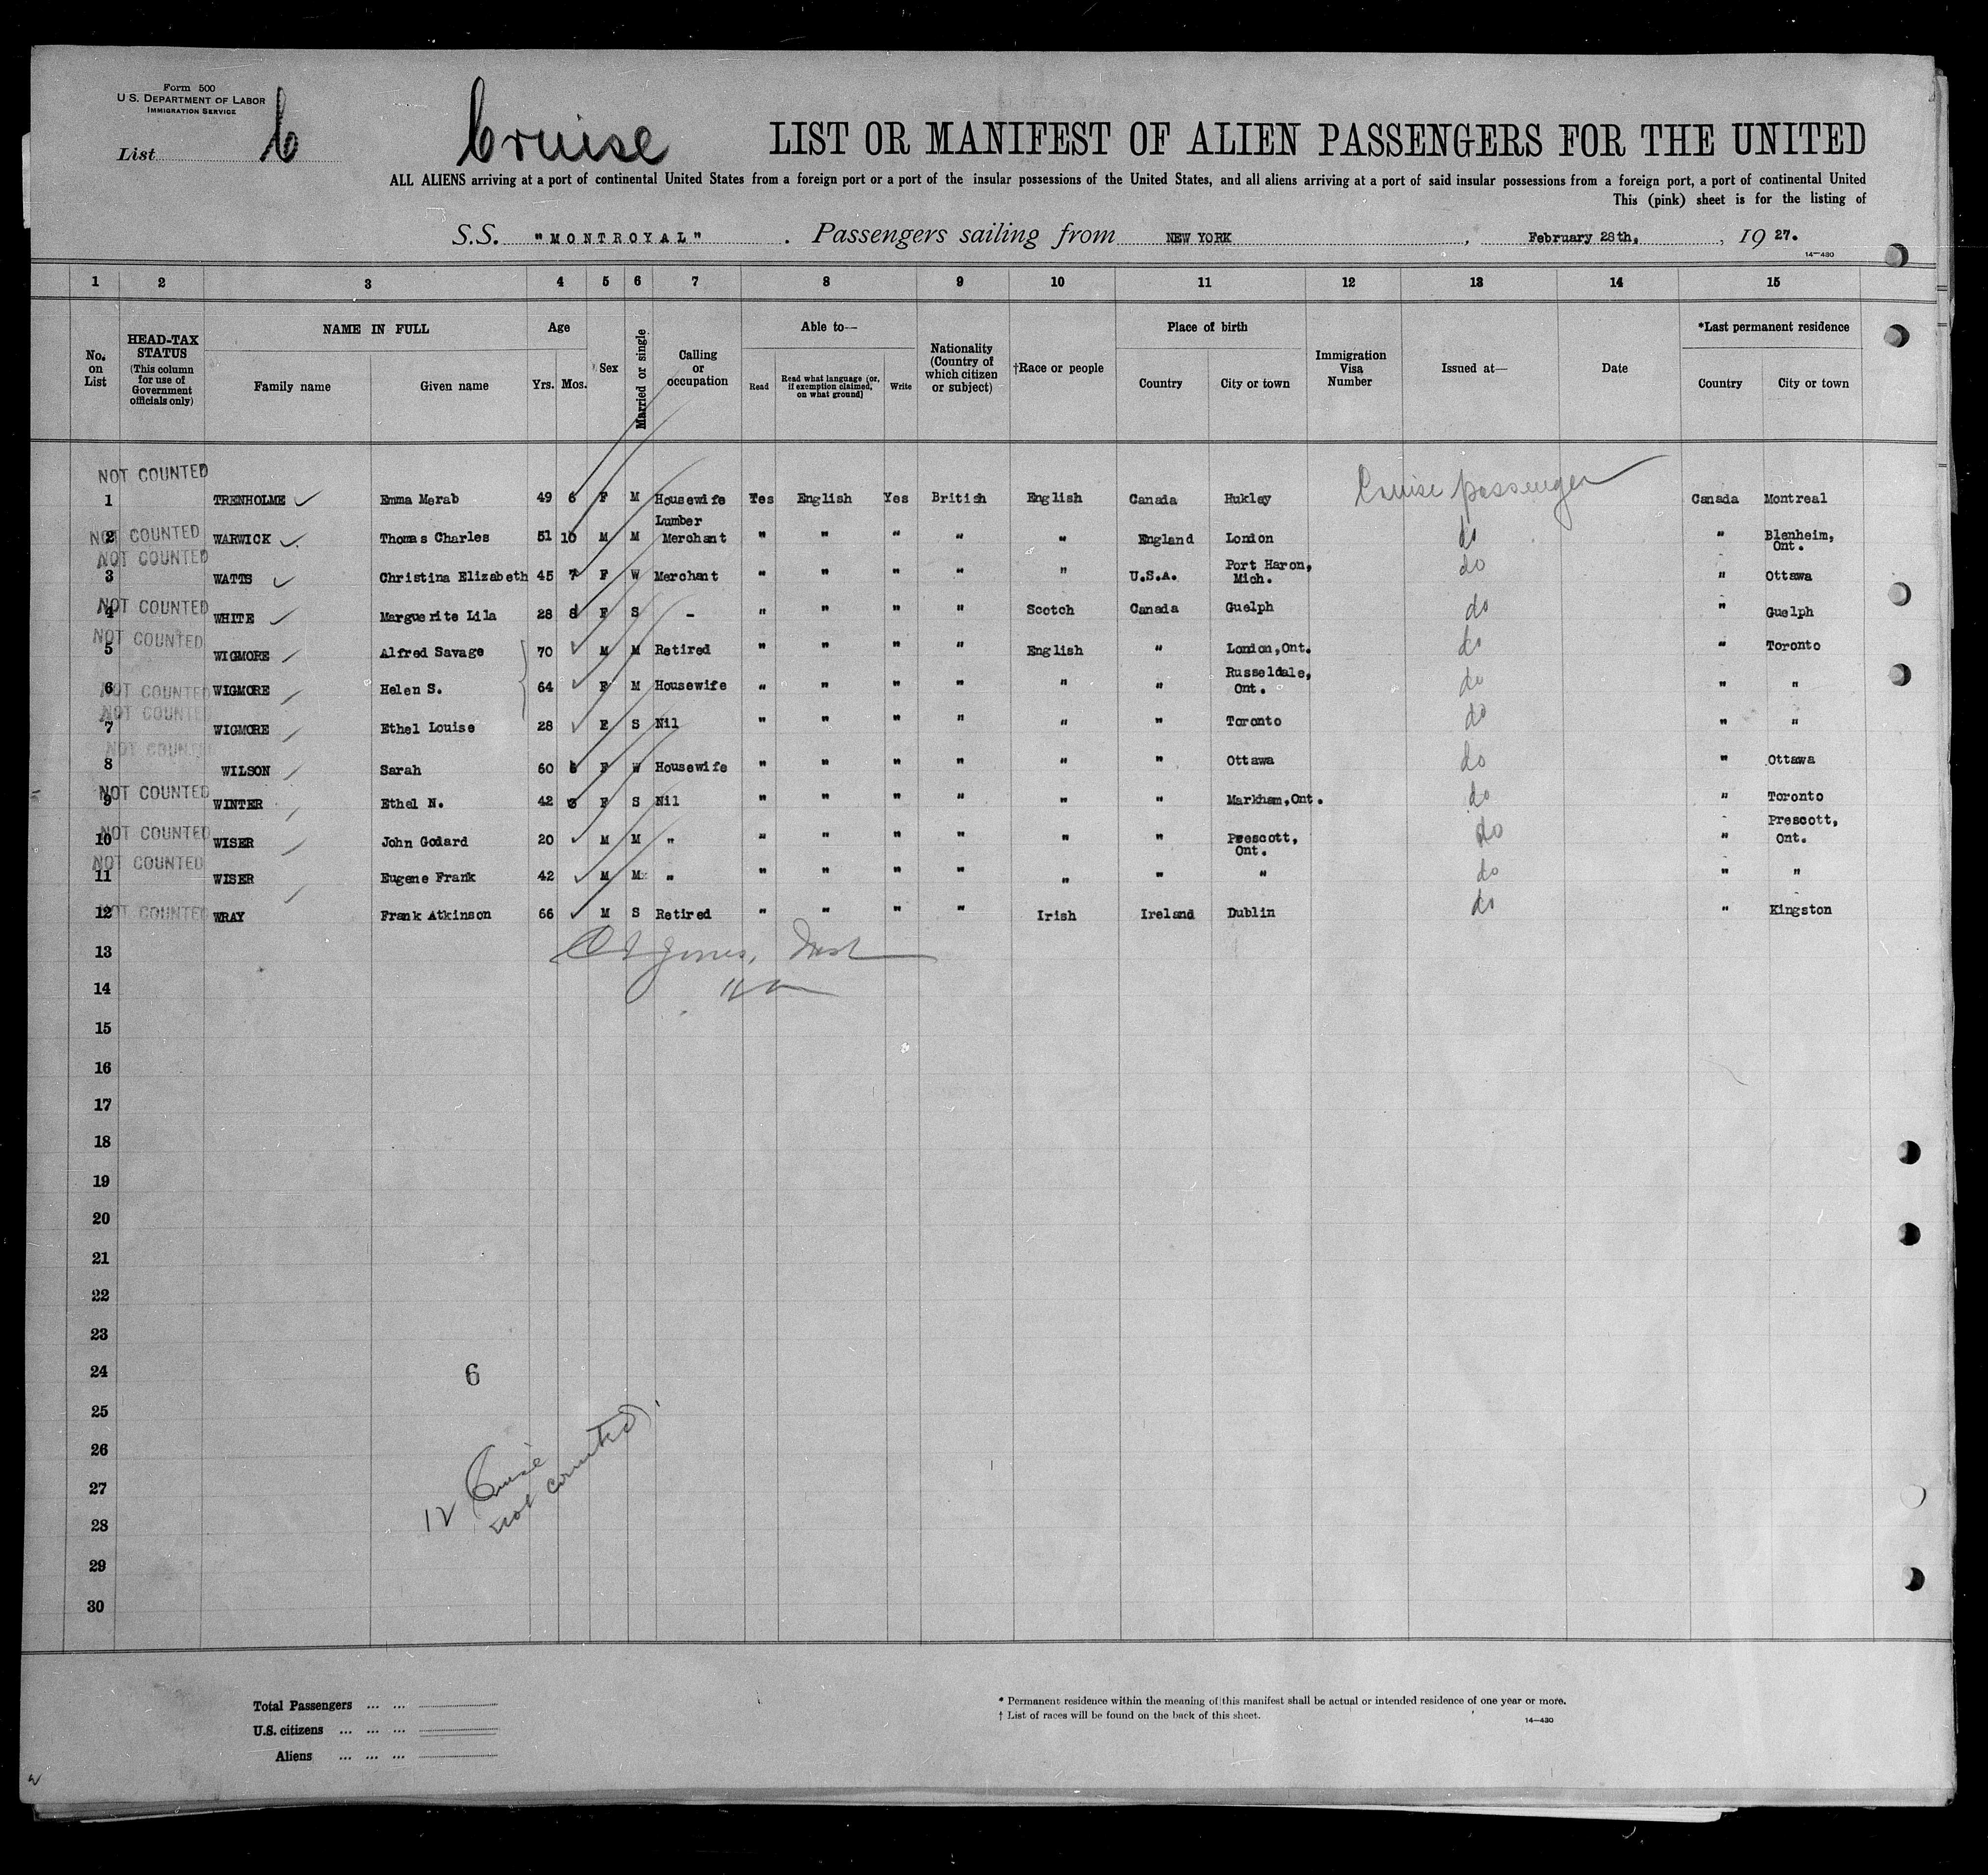 Form 500
U. S. DEPARTMENT OF LABOR
IMMIGRATION SERVICE
List C
Cruise
LIST OR MANIFEST OF ALIEN PASSENGERS FOR THE UNITED
ALL ALIENS arriving at a port of continental United States from a foreign port or a port of the insular possessions of the United States, and all aliens arriving at a port of said insular possessions from a foreign port, a port of continental United
This (pink) sheet is for the listing of
S.S. "MONTROYAL". Passengers sailing from NEW YORK, February 28th, 1927.
14—430
1 2 3 4 5 6 7 8 9 10 11 12 13 14 15
No. on List
HEAD-TAX STATUS (This column for use of Government officials only)
NAME IN FULL
Family name Given name
Age
Yrs. Mos.
Sex
Married or single
Calling or occupation
Able to—
Read Read what language (or, if exemption claimed, on what ground) Write
Nationality (Country of which citizen or subject)
†Race or people
Place of birth
Country City or town
Immigration Visa Number
Issued at—
Date
*Last permanent residence
Country City or town
NOT COUNTED
1 TRENHOLME Emma Merab 49 6 F M Housewife Yes English Yes British English Canada Hukley Cruise passenger Canada Montreal
NOT COUNTED
2 WARWICK Thomas Charles 51 10 M M Lumber Merchant " " " " " England London do " Blenheim, Ont.
NOT COUNTED
3 WATTS Christina Elizabeth 45 7 F W Merchant " " " " " U.S.A. Port Haron, Mich. do " Ottawa
NOT COUNTED
4 WHITE Marguerite Lila 28 8 F S - " " " " Scotch Canada Guelph do " Guelph
NOT COUNTED
5 WIGMORE Alfred Savage 70 M M Retired " " " " English " London, Ont. do " Toronto
NOT COUNTED
6 WIGMORE Helen S. 64 F M Housewife " " " " " " Russeldale, Ont. do " "
NOT COUNTED
7 WIGMORE Ethel Louise 28 F S Nil " " " " " " Toronto do " "
NOT COUNTED
8 WILSON Sarah 60 6 F W Housewife " " " " " " Ottawa do " Ottawa
NOT COUNTED
9 WINTER Ethel N. 42 3 F S Nil " " " " " " Markham, Ont. do " Toronto
NOT COUNTED
10 WISER John Godard 20 M M " " " " " " " Prescott, Ont. do " Prescott, Ont.
NOT COUNTED
11 WISER Eugene Frank 42 M M " " " " " " " " do " "
NOT COUNTED
12 WRAY Frank Atkinson 66 M S Retired " " " " Irish Ireland Dublin do " Kingston
13
14
15
16
17
18
19
20
21
22
23
24
6
25
26
27
28
29
30
12 Cruise
not counted
Total Passengers ... ...
U.S. citizens ... ... ...
Aliens ... ... ...
* Permanent residence within the meaning of this manifest shall be actual or intended residence of one year or more.
† List of races will be found on the back of this sheet.
14—430